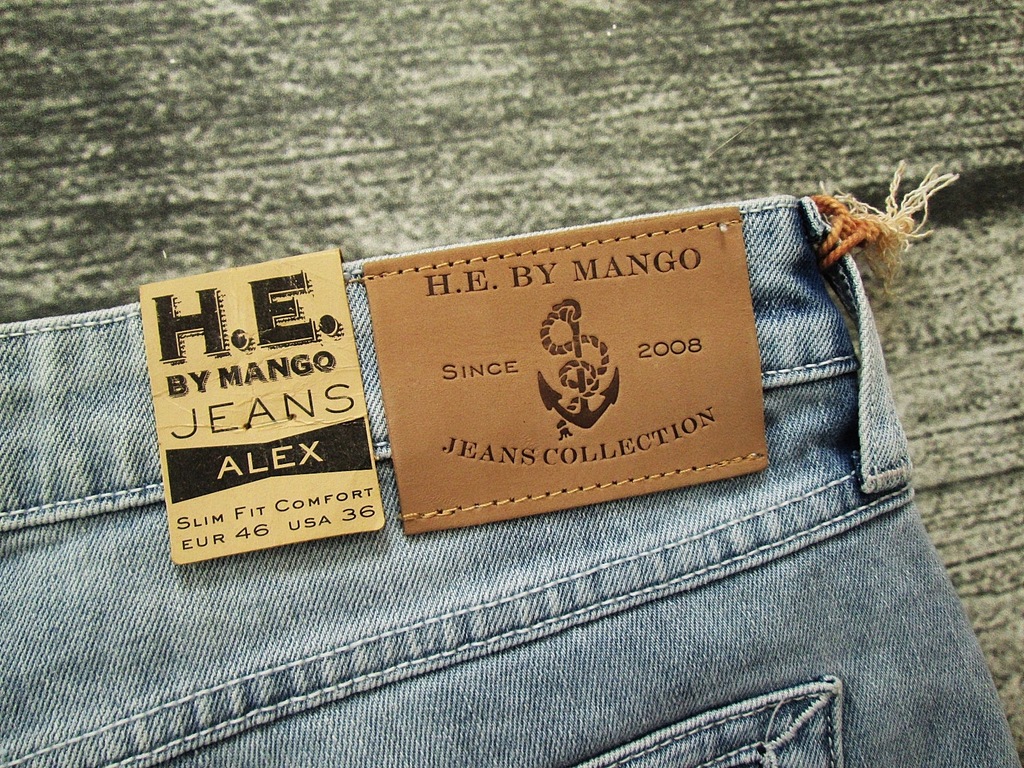 H.E.
BY MANGO
JEANS
ALEX
SLIM FIT COMFORT
EUR 46 USA 36
H.E. BY MANGO
SINCE 2008
JEANS COLLECTION